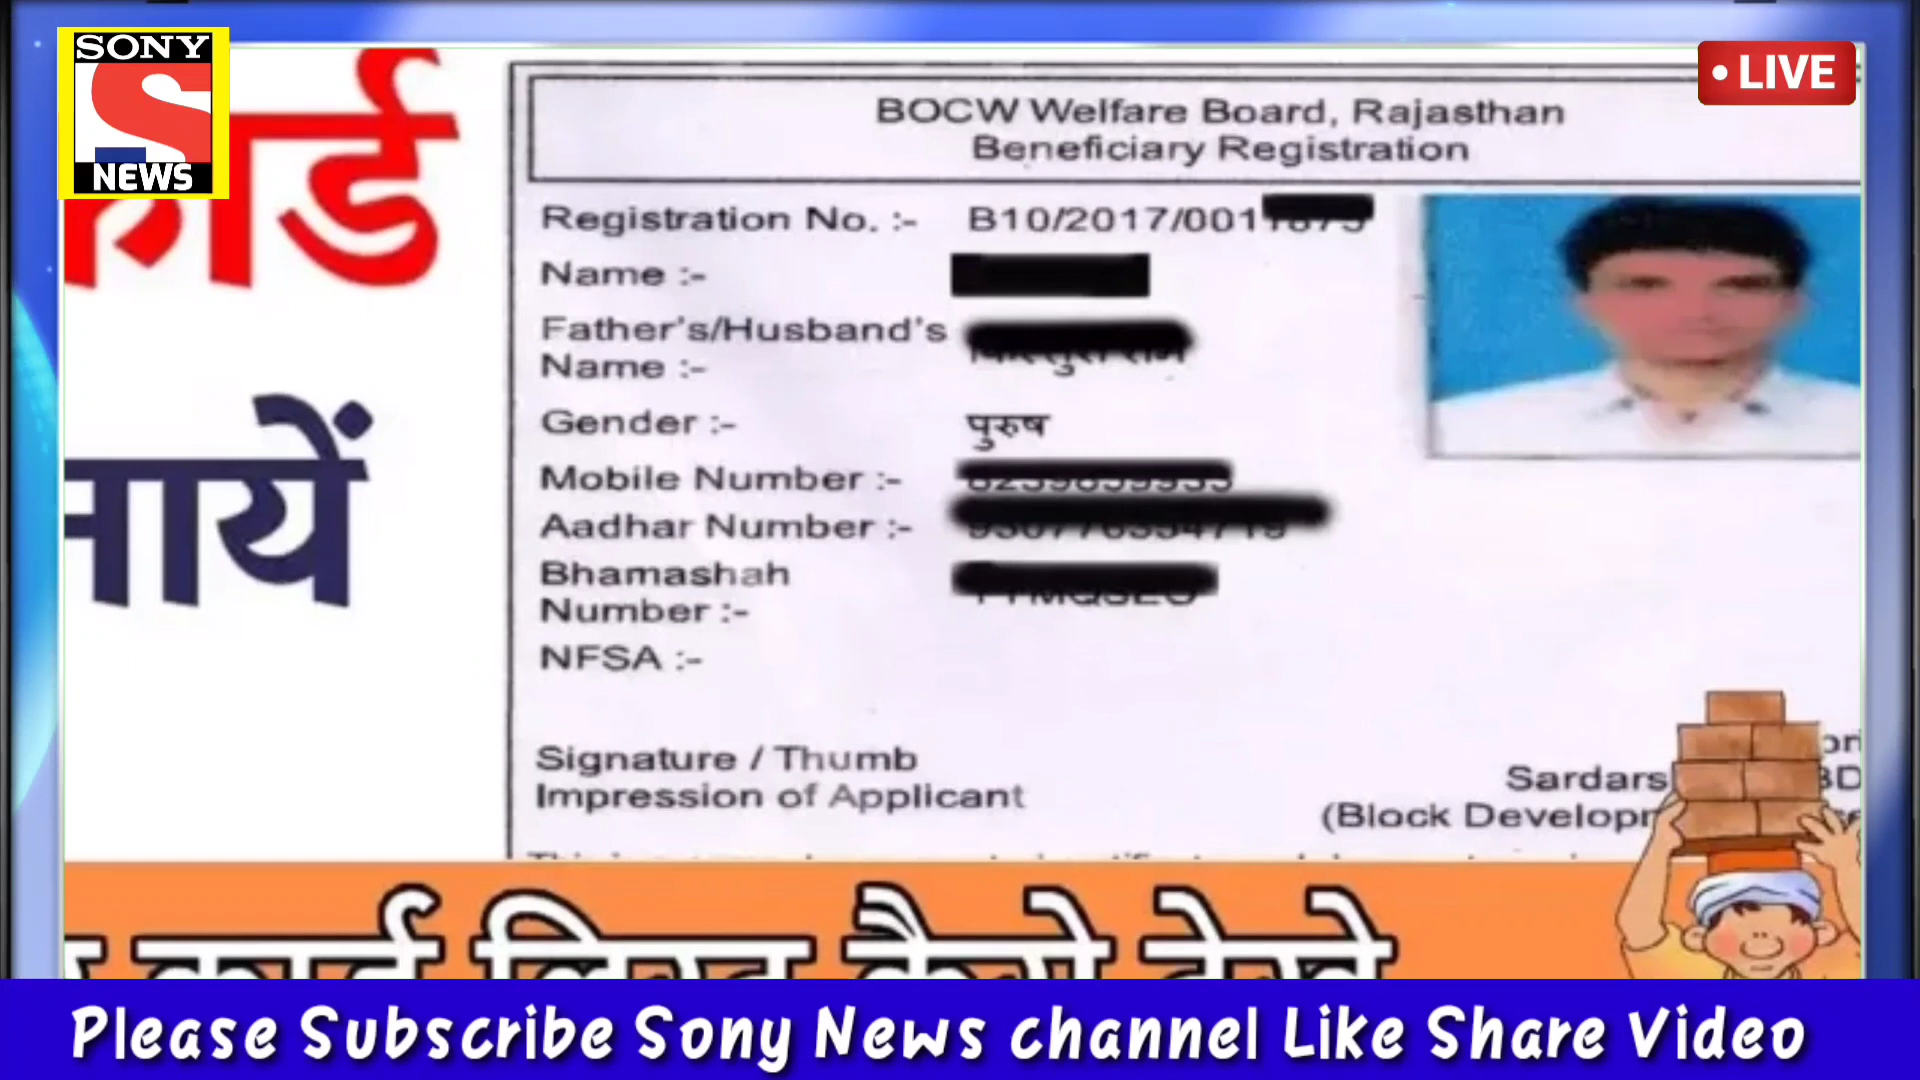 SONY
S
NEWS
LIVE
कार्ड
नायें
BOCW Welfare Board, Rajasthan
Beneficiary Registration
Registration No. :- B10/2017/001
Name :-
Father's/Husband's
Name :-
Gender :- पुरुष
Mobile Number :-
Aadhar Number :-
Bhamashah
Number :-
NFSA :-
Signature / Thumb
Impression of Applicant
Sardars
(Block Developm
कार्ड लिस्ट कैसे देखे
Please Subscribe Sony News channel Like Share Video